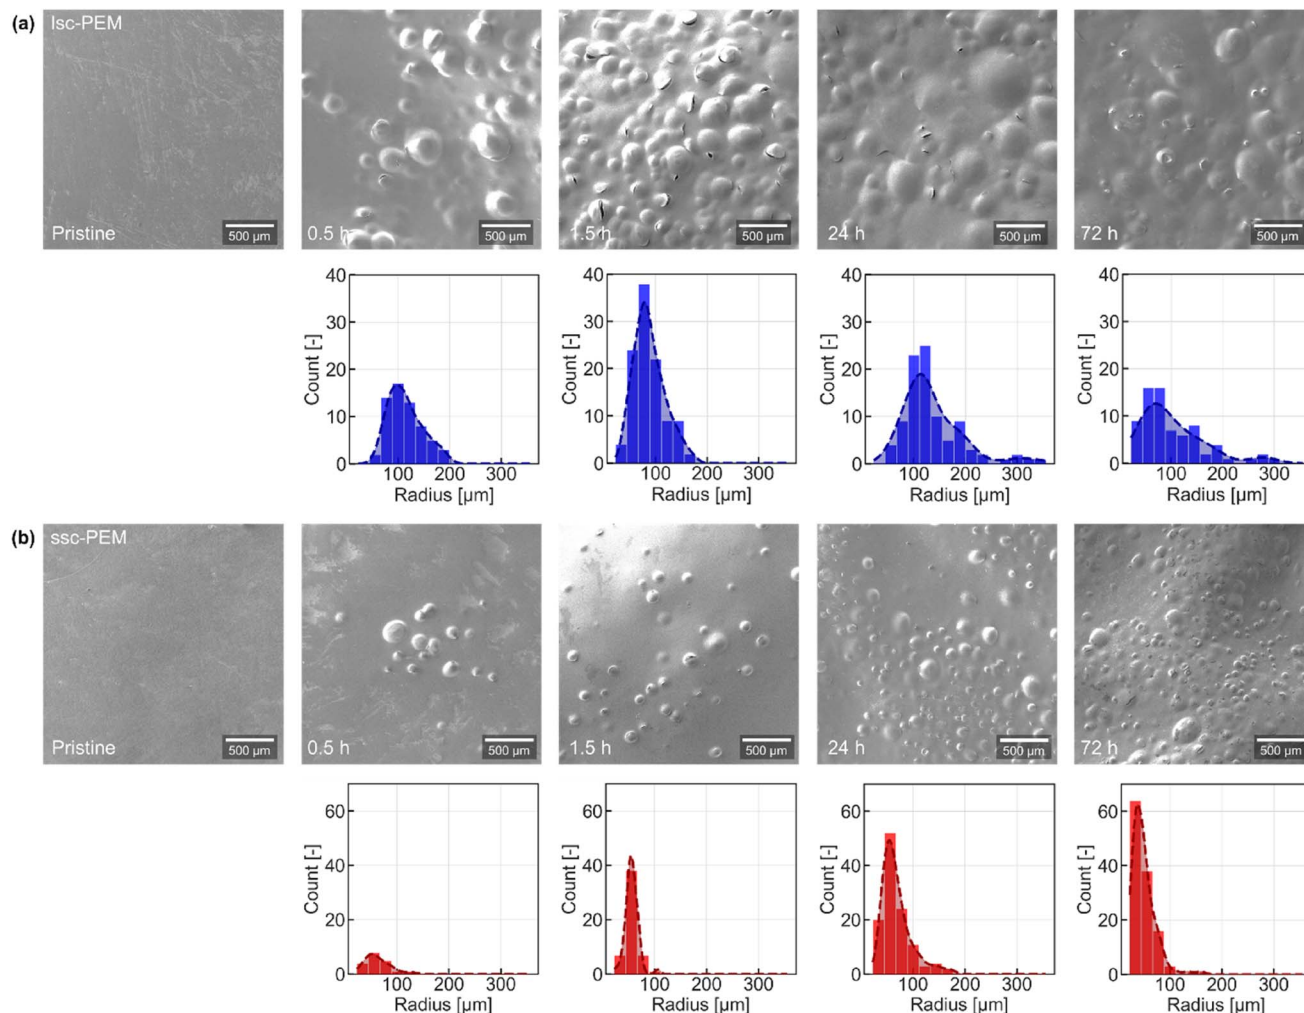 (a) lsc-PEM
Pristine 500 µm
0.5 h 500 µm
1.5 h 500 µm
24 h 500 µm
72 h 500 µm
Count [-]
40
30
20
10
0
100 200 300
Radius [µm]
Count [-]
40
30
20
10
0
100 200 300
Radius [µm]
Count [-]
40
30
20
10
0
100 200 300
Radius [µm]
Count [-]
40
30
20
10
0
100 200 300
Radius [µm]
(b) ssc-PEM
Pristine 500 µm
0.5 h 500 µm
1.5 h 500 µm
24 h 500 µm
72 h 500 µm
Count [-]
60
40
20
0
100 200 300
Radius [µm]
Count [-]
60
40
20
0
100 200 300
Radius [µm]
Count [-]
60
40
20
0
100 200 300
Radius [µm]
Count [-]
60
40
20
0
100 200 300
Radius [µm]